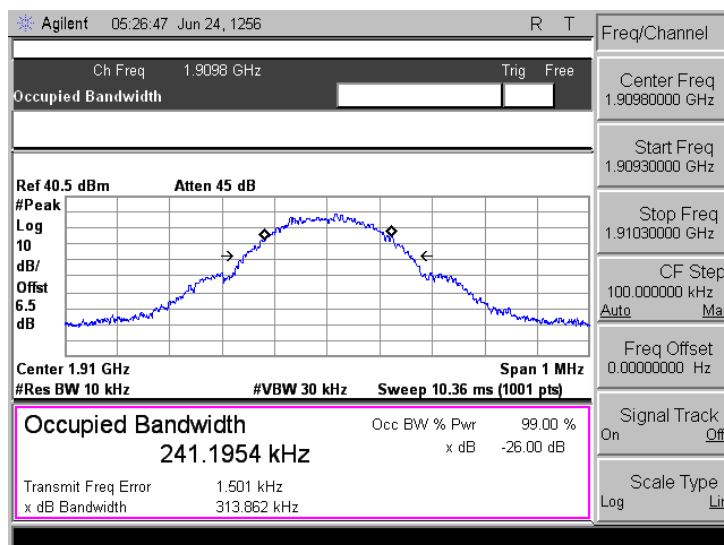 Agilent 05:26:47 Jun 24, 1256 R T
Freq/Channel
Ch Freq 1.9098 GHz Trig Free
Occupied Bandwidth
Center Freq
1.90980000 GHz
Start Freq
1.90930000 GHz
Stop Freq
1.91030000 GHz
CF Step
100.000000 kHz
Auto Ma
Freq Offset
0.00000000 Hz
Signal Track
On Off
Scale Type
Log Lin
Ref 40.5 dBm Atten 45 dB
#Peak
Log
10
dB/
Offst
6.5
dB
Center 1.91 GHz Span 1 MHz
#Res BW 10 kHz #VBW 30 kHz Sweep 10.36 ms (1001 pts)
Occupied Bandwidth
241.1954 kHz
Occ BW % Pwr 99.00 %
x dB -26.00 dB
Transmit Freq Error 1.501 kHz
x dB Bandwidth 313.862 kHz